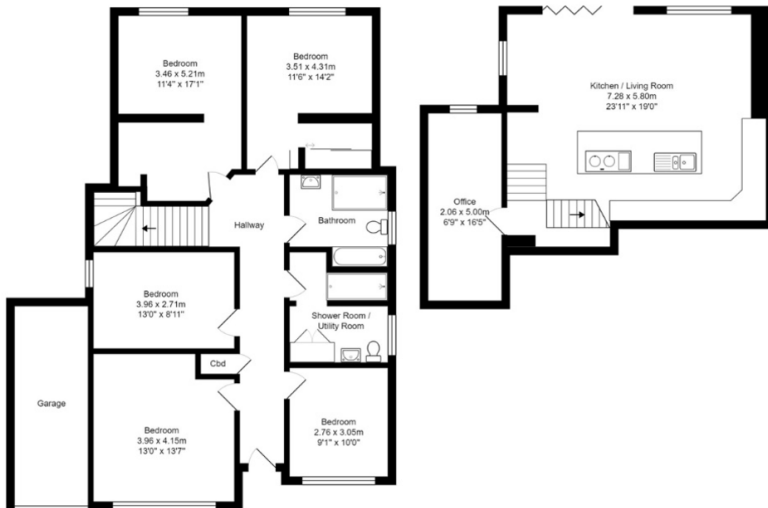 Bedroom
3.46 x 5.21m
11'4" x 17'1"
Bedroom
3.51 x 4.31m
11'6" x 14'2"
Hallway
Bathroom
Bedroom
3.96 x 2.71m
13'0" x 8'11"
Shower Room /
Utility Room
Cbd
Garage
Bedroom
3.96 x 4.15m
13'0" x 13'7"
Bedroom
2.76 x 3.05m
9'1" x 10'0"
Kitchen / Living Room
7.28 x 5.80m
23'11" x 19'0"
Office
2.06 x 5.00m
6'9" x 16'5"